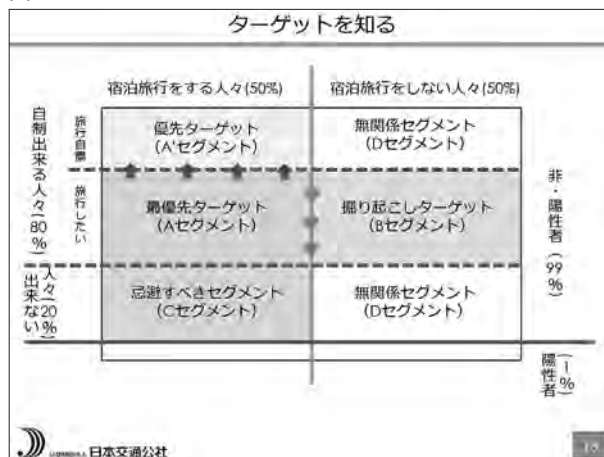 ターゲットを知る
宿泊旅行をする人々(50%)
宿泊旅行をしない人々(50%)
自制出来る人々(80%)
旅行自粛
旅行したい
優先ターゲット
(A'セグメント)
無関係セグメント
(Dセグメント)
最優先ターゲット
(Aセグメント)
掘り起こしターゲット
(Bセグメント)
出来ない
人々(20%)
忌避すべきセグメント
(Cセグメント)
無関係セグメント
(Dセグメント)
非・陽性者(99%)
陽性者(1%)
日本交通公社